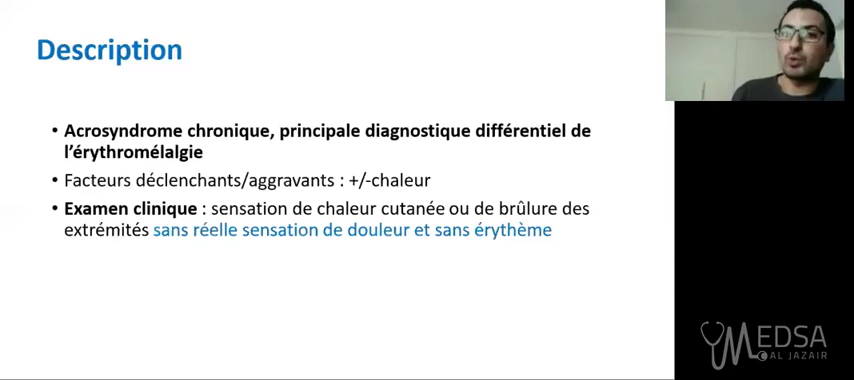 Description
• Acrosyndrome chronique, principale diagnostique différentiel de
l'érythromélalgie
• Facteurs déclenchants/aggravants : +/-chaleur
• Examen clinique : sensation de chaleur cutanée ou de brûlure des
extrémités sans réelle sensation de douleur et sans érythème
MEDSA
AL JAZAIR